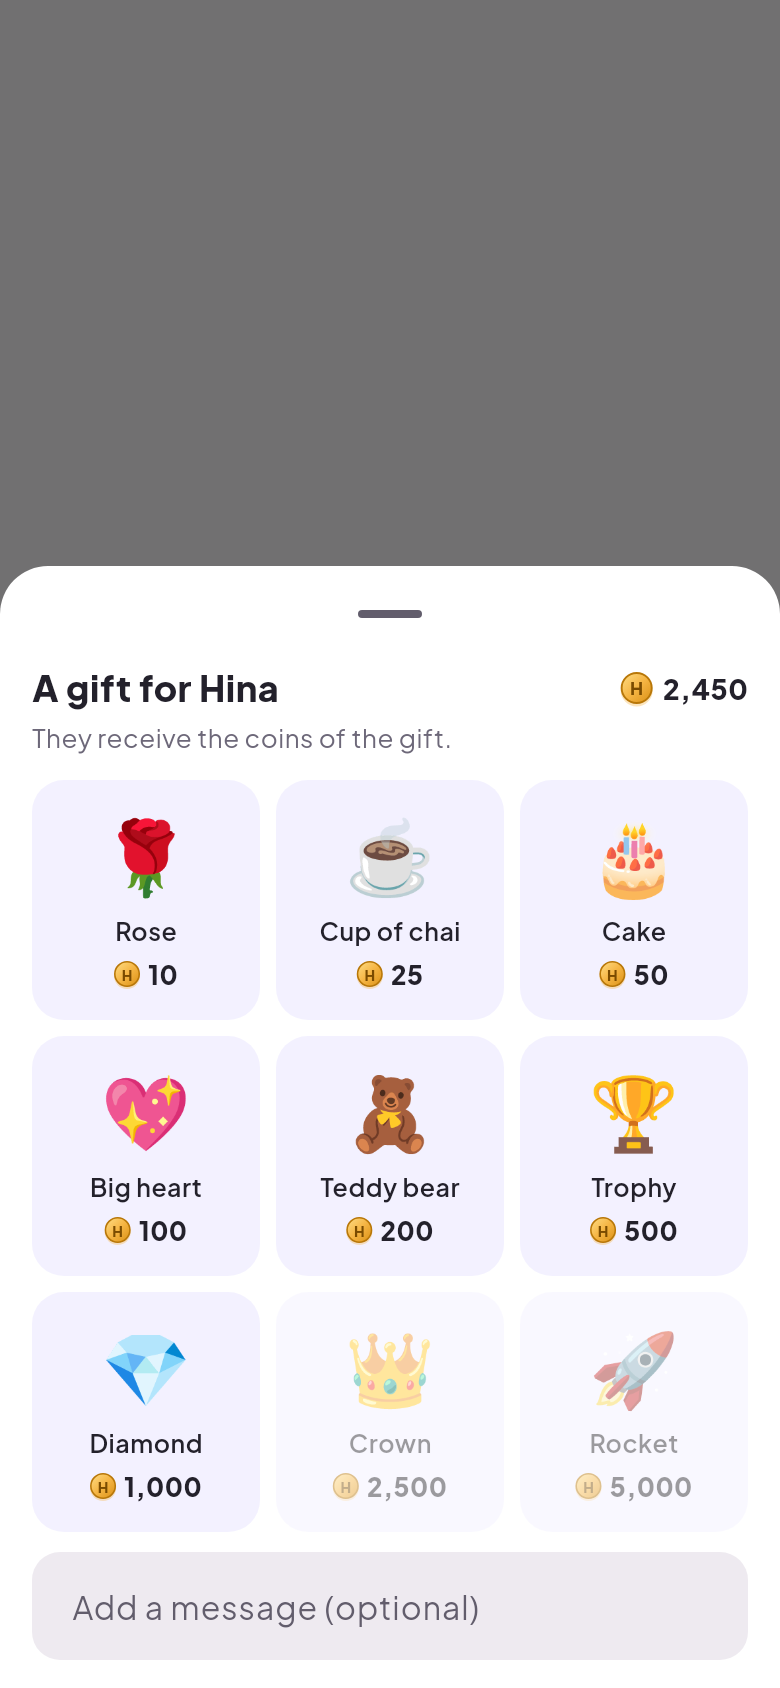 A gift for Hina
H 2,450
They receive the coins of the gift.
Rose
H 10
Cup of chai
H 25
Cake
H 50
Big heart
H 100
Teddy bear
H 200
Trophy
H 500
Diamond
H 1,000
Crown
H 2,500
Rocket
H 5,000
Add a message (optional)